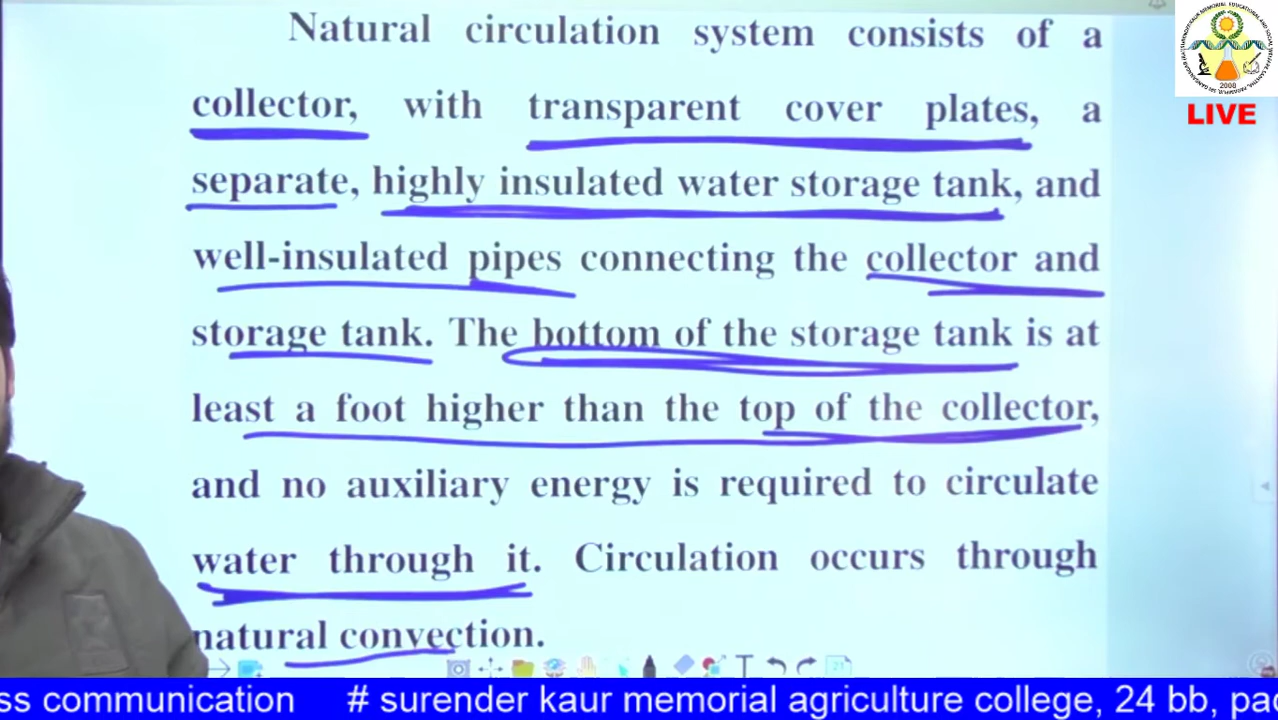 Natural circulation system consists of a
collector, with transparent cover plates, a
separate, highly insulated water storage tank, and
well-insulated pipes connecting the collector and
storage tank. The bottom of the storage tank is at
least a foot higher than the top of the collector,
and no auxiliary energy is required to circulate
water through it. Circulation occurs through
natural convection.
2008
LIVE
ss communication # surender kaur memorial agriculture college, 24 bb, pa